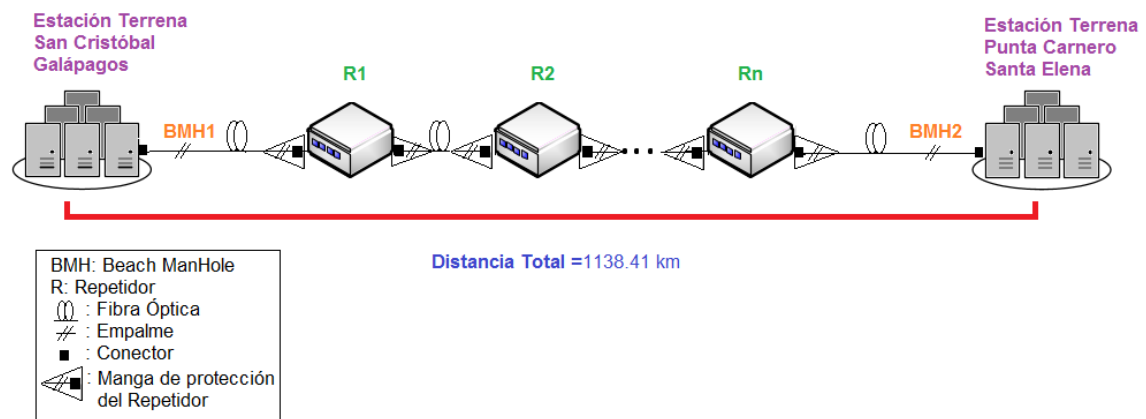 Estación Terrena
San Cristóbal
Galápagos
Estación Terrena
Punta Carnero
Santa Elena
R1
R2
Rn
BMH1
BMH2
Distancia Total =1138.41 km
BMH: Beach ManHole
R: Repetidor
: Fibra Óptica
: Empalme
: Conector
: Manga de protección
del Repetidor